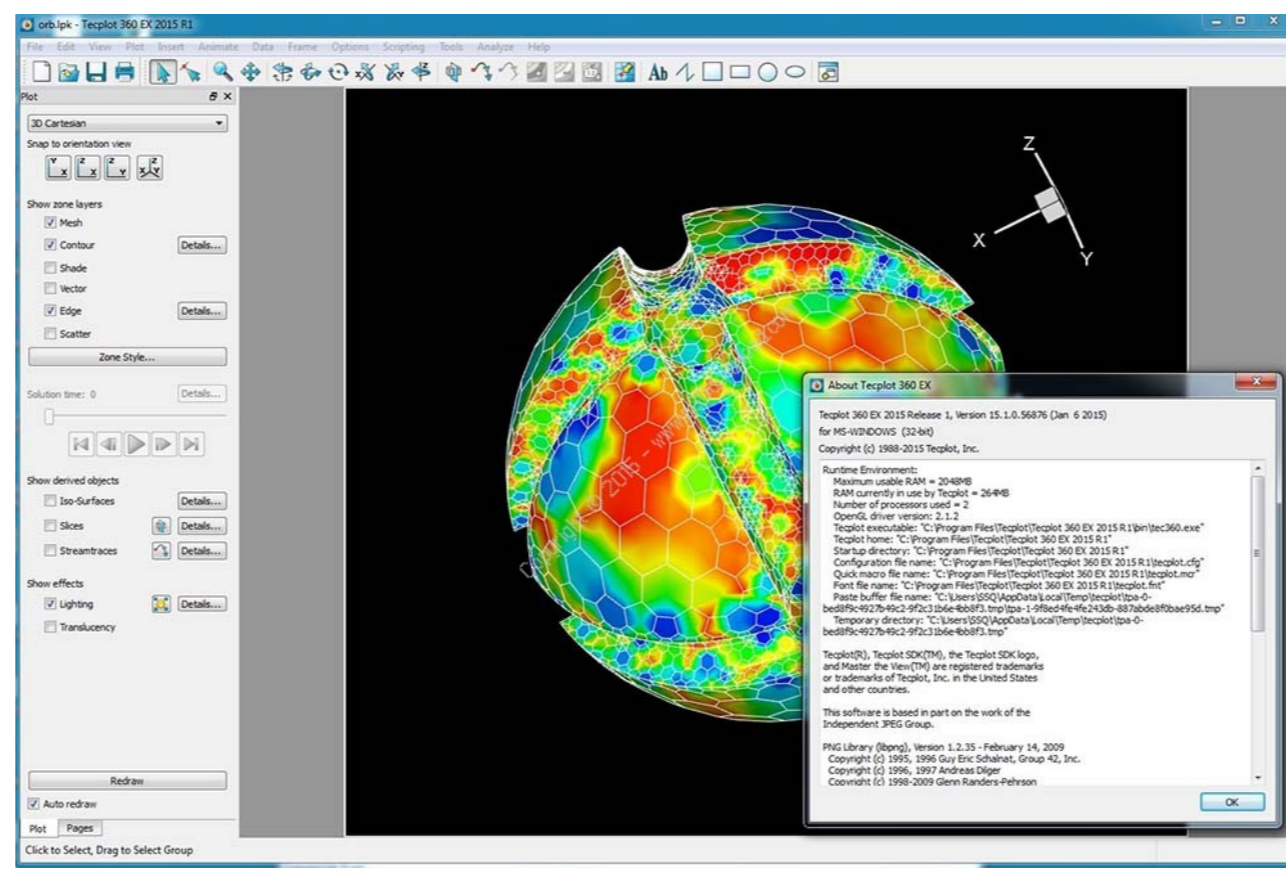 orb.lpk - Tecplot 360 EX 2015 R1
File Edit View Plot Insert Animate Data Frame Options Scripting Tools Analyze Help
Ab
Plot
3D Cartesian
Snap to orientation view
Y X Z X Z Y Z X Y
Show zone layers
Mesh
Contour Details...
Shade
Vector
Edge Details...
Scatter
Zone Style...
Solution time: 0 Details...
Show derived objects
Iso-Surfaces Details...
Slices Details...
Streamtraces Details...
Show effects
Lighting Details...
Translucency
Redraw
Auto redraw
Plot Pages
Click to Select, Drag to Select Group
Z
X
Y
2015 - www.
About Tecplot 360 EX
Tecplot 360 EX 2015 Release 1, Version 15.1.0.56876 (Jan 6 2015)
for MS-WINDOWS (32-bit)
Copyright (c) 1988-2015 Tecplot, Inc.
Runtime Environment:
Maximum usable RAM = 2048MB
RAM currently in use by Tecplot = 264MB
Number of processors used = 2
OpenGL driver version: 2.1.2
Tecplot executable: "C:\Program Files\Tecplot\Tecplot 360 EX 2015 R1\bin\tec360.exe"
Tecplot home: "C:\Program Files\Tecplot\Tecplot 360 EX 2015 R1"
Startup directory: "C:\Program Files\Tecplot\Tecplot 360 EX 2015 R1"
Configuration file name: "C:\Program Files\Tecplot\Tecplot 360 EX 2015 R1\tecplot.cfg"
Quick macro file name: "C:\Program Files\Tecplot\Tecplot 360 EX 2015 R1\tecplot.mcr"
Font file name: "C:\Program Files\Tecplot\Tecplot 360 EX 2015 R1\tecplot.fnt"
Paste buffer file name: "C:\Users\SSQ\AppData\Local\Temp\tecplot\tpa-0-
bed8f9c4927b49c2-9f2c31b6e4bb8f3.tmp\tpa-1-9f8ed4fe4fe243db-887abde8f0bae95d.tmp"
Temporary directory: "C:\Users\SSQ\AppData\Local\Temp\tecplot\tpa-0-
bed8f9c4927b49c2-9f2c31b6e4bb8f3.tmp"
Tecplot(R), Tecplot SDK(TM), the Tecplot SDK logo,
and Master the View(TM) are registered trademarks
or trademarks of Tecplot, Inc. in the United States
and other countries.
This software is based in part on the work of the
Independent JPEG Group.
PNG Library (libpng), Version 1.2.35 - February 14, 2009
Copyright (c) 1995, 1996 Guy Eric Schalnat, Group 42, Inc.
Copyright (c) 1996, 1997 Andreas Dilger
Copyright (c) 1998-2009 Glenn Randers-Pehrson
OK